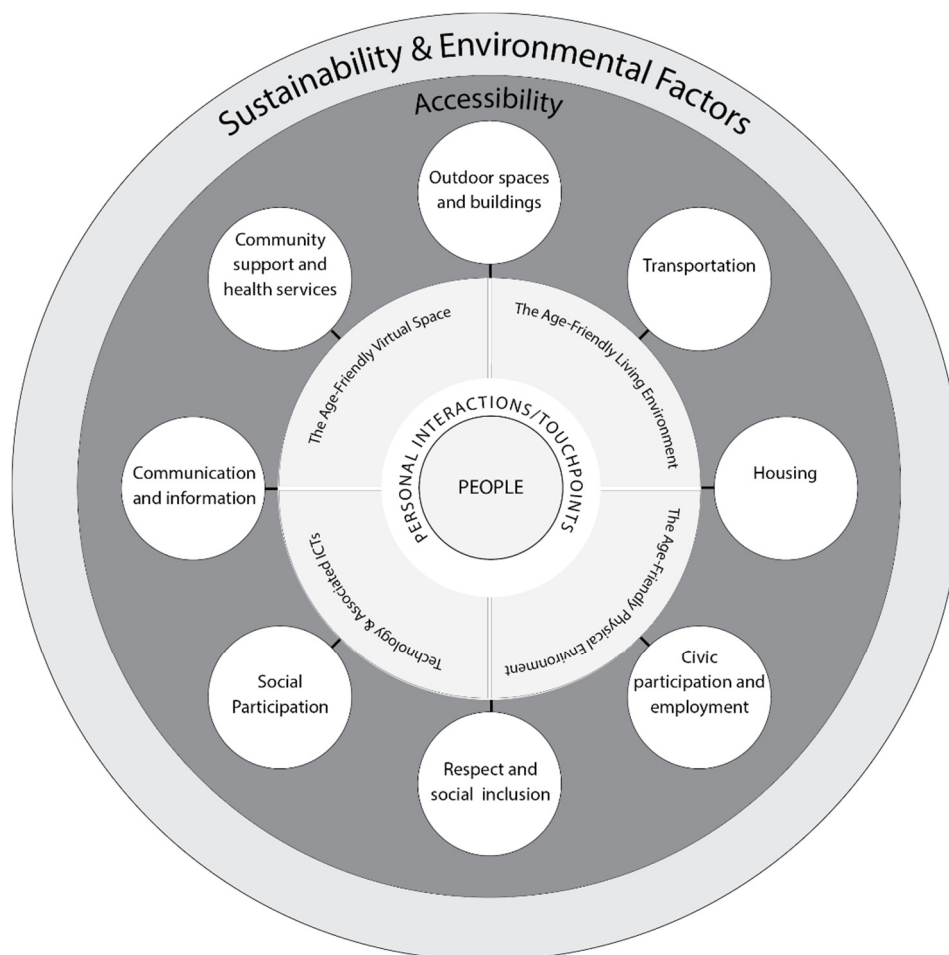 Sustainability & Environmental Factors
Accessibility
Outdoor spaces
and buildings
Community
support and
health services
Transportation
The Age-Friendly Virtual Space
The Age-Friendly Living Environment
PERSONAL INTERACTIONS/TOUCHPOINTS
PEOPLE
Communication
and information
Housing
Technology & Associated ICTs
The Age-Friendly Physical Environment
Social
Participation
Civic
participation and
employment
Respect and
social inclusion